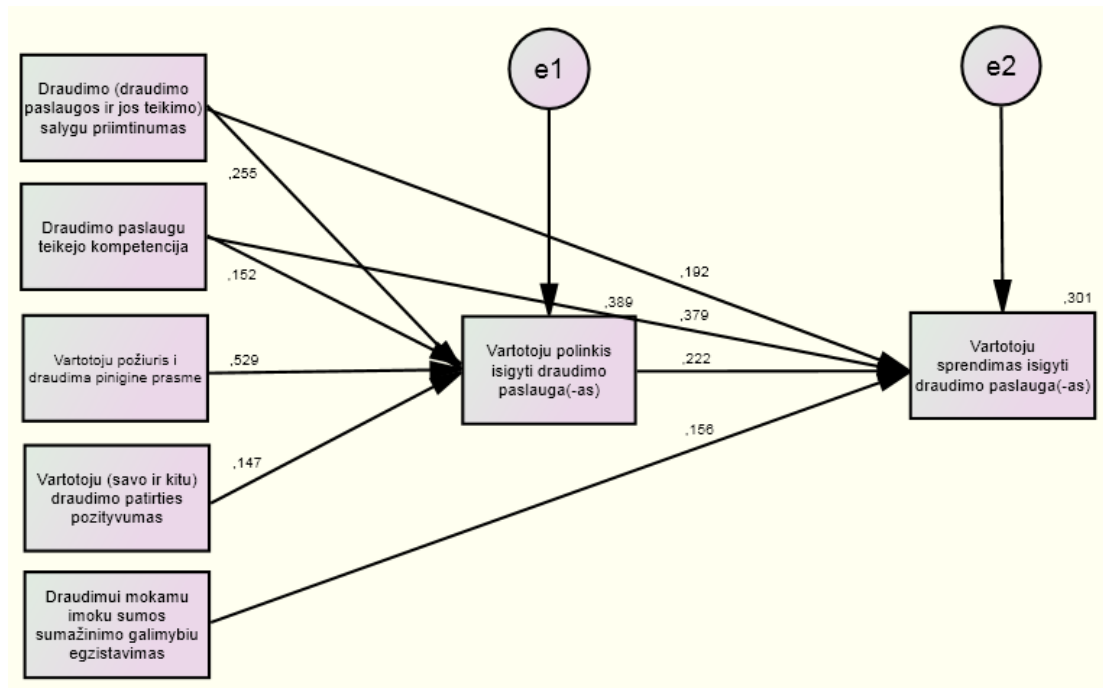 Draudimo (draudimo
paslaugos ir jos teikimo)
salygu priimtinumas
Draudimo paslaugu
teikejo kompetencija
Vartotoju požiuris i
draudima pinigine prasme
Vartotoju (savo ir kitu)
draudimo patirties
pozityvumas
Draudimui mokamu
imoku sumos
sumažinimo galimybiu
egzistavimas
,255
,152
,529
,147
e1
,389
Vartotoju polinkis
isigyti draudimo
paslauga(-as)
,192
,379
,222
,156
e2
,301
Vartotoju
sprendimas isigyti
draudimo paslauga(-as)